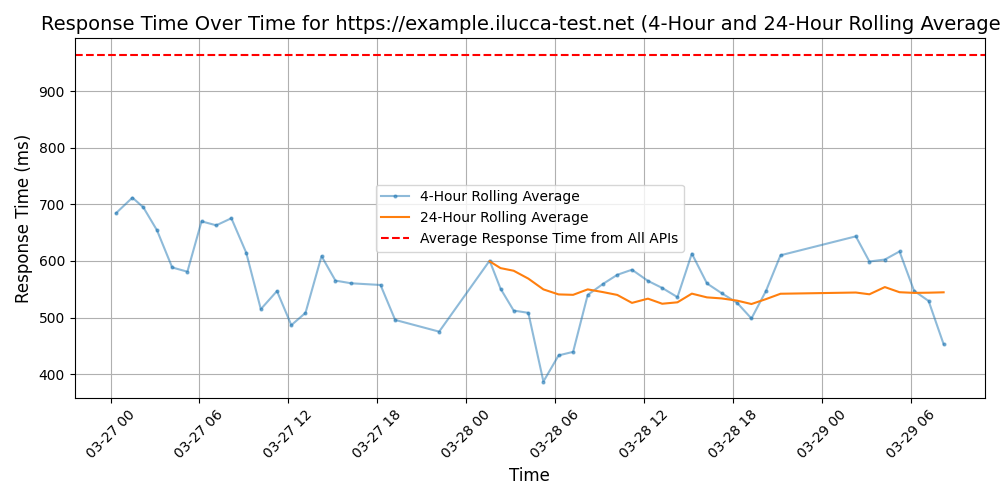 Response Time Over Time for https://example.ilucca-test.net (4-Hour and 24-Hour Rolling Average
Response Time (ms)
900
800
700
600
500
400
4-Hour Rolling Average
24-Hour Rolling Average
Average Response Time from All APIs
03-27 00
03-27 06
03-27 12
03-27 18
03-28 00
03-28 06
03-28 12
03-28 18
03-29 00
03-29 06
Time